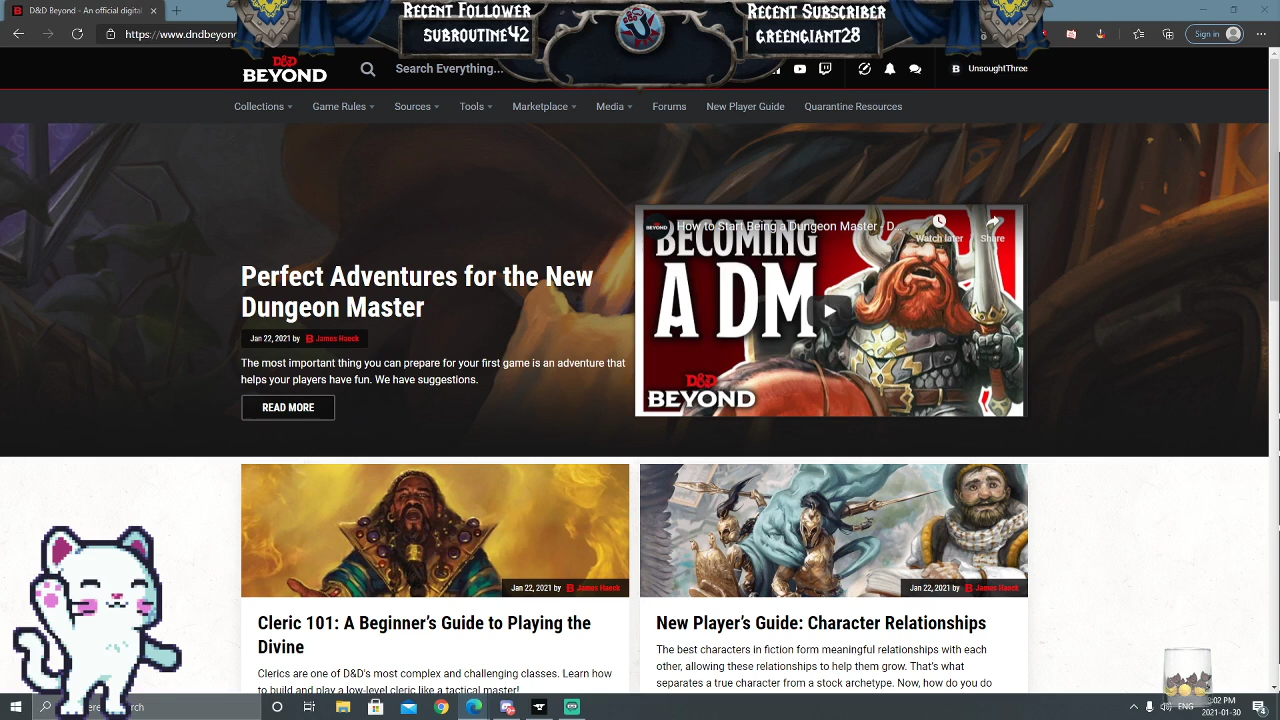 Recent Follower
subroutine42
Recent Subscriber
greengiant28
D&D Beyond - An official digital
https://www.dndbeyon
Sign in
D&D
BEYOND
Search Everything...
UnsoughtThree
Collections
Game Rules
Sources
Tools
Marketplace
Media
Forums
New Player Guide
Quarantine Resources
Perfect Adventures for the New
Dungeon Master
Jan 22, 2021 by James Haeck
The most important thing you can prepare for your first game is an adventure that
helps your players have fun. We have suggestions.
READ MORE
How to Start Being a Dungeon Master - D...
Watch later
Share
BECOMING
A DM
D&D
BEYOND
Jan 22, 2021 by James Haeck
Cleric 101: A Beginner's Guide to Playing the
Divine
Clerics are one of D&D's most complex and challenging classes. Learn how
to build and play a low-level cleric like a tactical master!
Jan 22, 2021 by James Haeck
New Player's Guide: Character Relationships
The best characters in fiction form meaningful relationships with each
other, allowing these relationships to help them grow. That's what
separates a true character from a stock archetype. Now, how do you do
ENG
:02 PM
2021-01-30